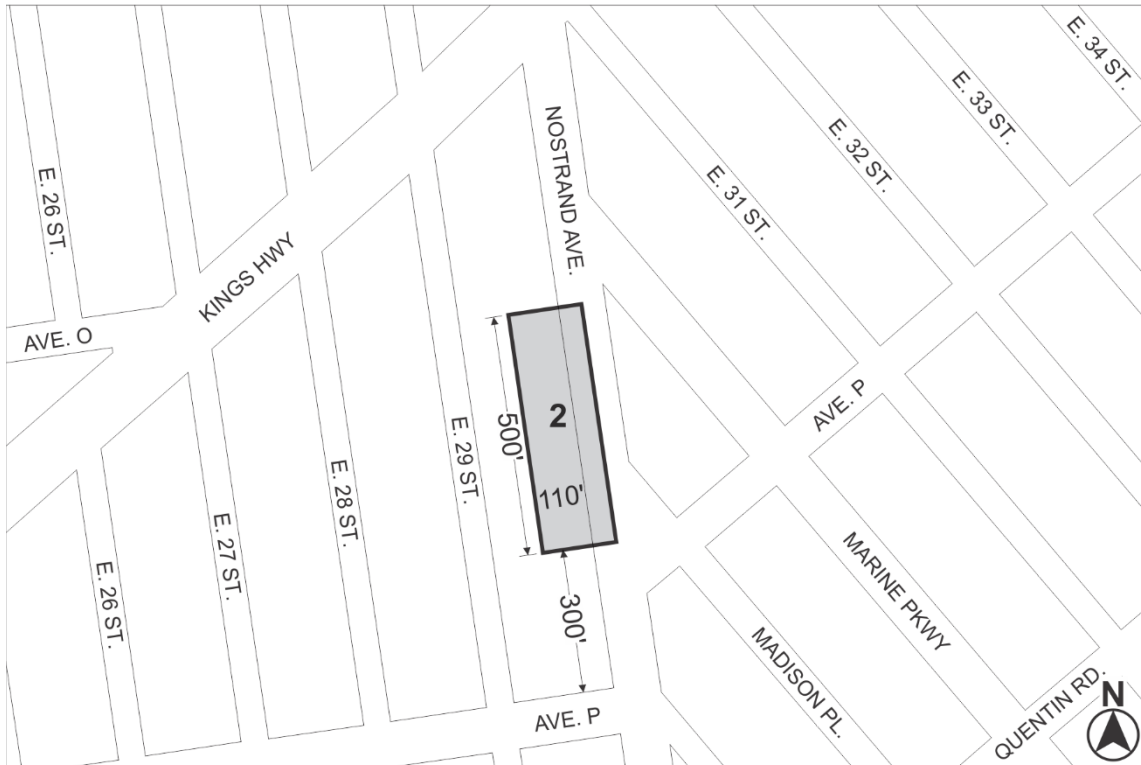 E. 34 ST.
E. 33 ST.
E. 32 ST.
E. 31 ST.
NOSTRAND AVE.
E. 26 ST.
KINGS HWY
AVE. O
2
500'
110'
300'
AVE. P
E. 29 ST.
E. 28 ST.
E. 27 ST.
E. 26 ST.
MARINE PKWY
MADISON PL.
QUENTIN RD.
AVE. P
N